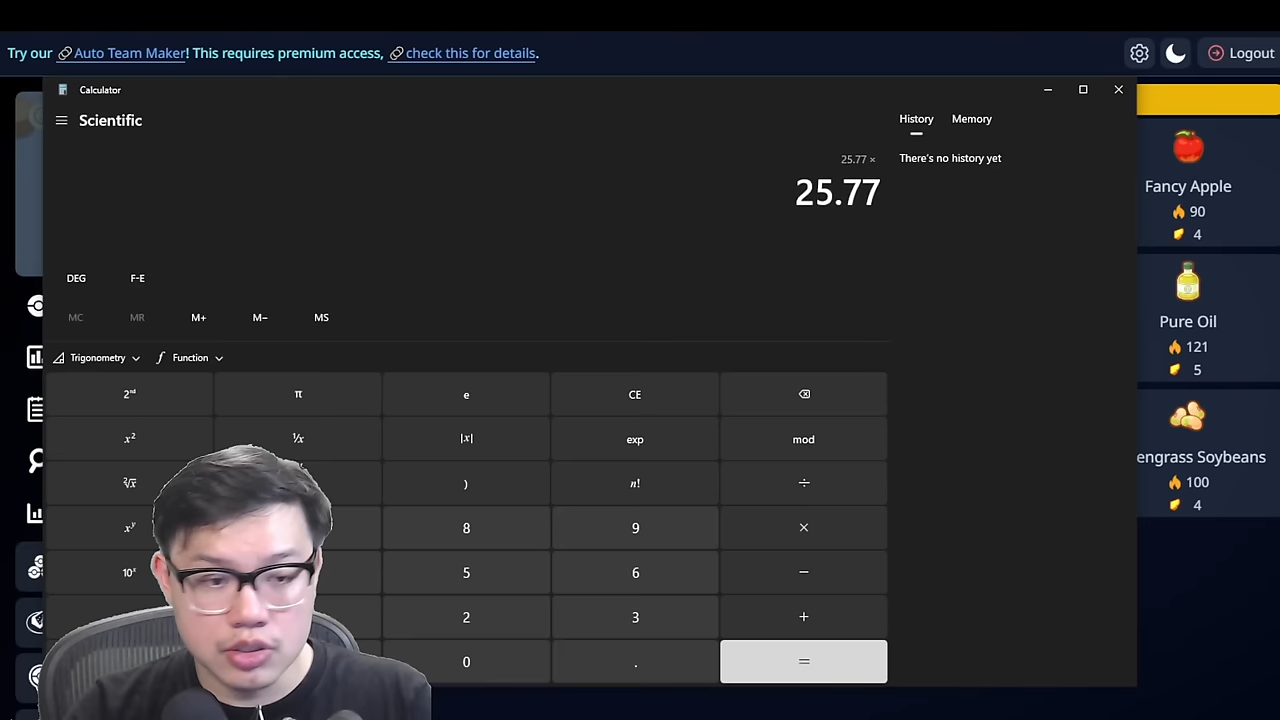 Try our Auto Team Maker! This requires premium access, check this for details.
Logout
Calculator
Scientific
History Memory
There's no history yet
25.77 ×
25.77
DEG F-E
MC MR M+ M− MS
Trigonometry Function
2ⁿᵈ π e CE
x² ¹/x |x| exp mod
²√x ) n! ÷
xʸ 8 9 ×
10ˣ 5 6 −
2 3 +
0 . =
Fancy Apple
90
4
Pure Oil
121
5
engrass Soybeans
100
4